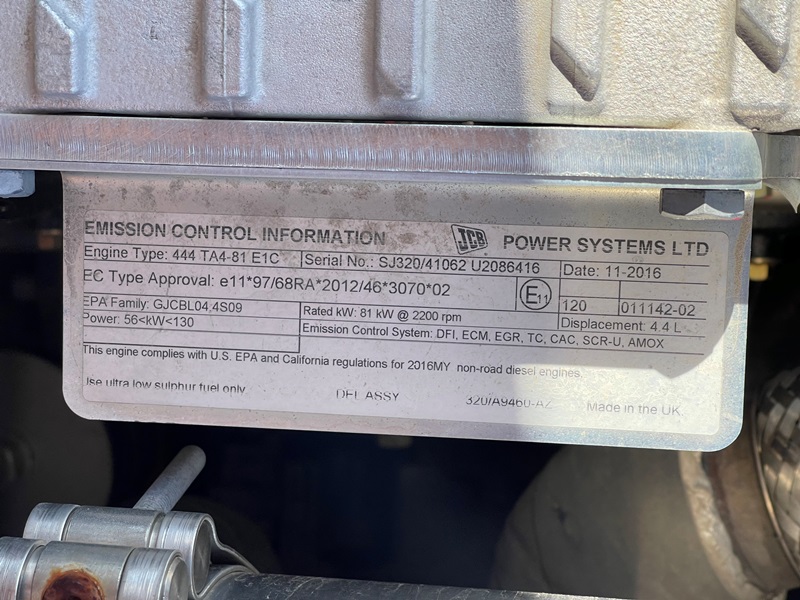 EMISSION CONTROL INFORMATION JCB POWER SYSTEMS LTD
Engine Type: 444 TA4-81 E1C Serial No.: SJ320/41062 U2086416 Date: 11-2016
EC Type Approval: e11*97/68RA*2012/46*3070*02 E11 120 011142-02
EPA Family: GJCBL04.4S09 Rated kW: 81 kW @ 2200 rpm Displacement: 4.4 L
Power: 56<kW<130 Emission Control System: DFI, ECM, EGR, TC, CAC, SCR-U, AMOX
This engine complies with U.S. EPA and California regulations for 2016MY non-road diesel engines.
Use ultra low sulphur fuel only DFL ASSY 320/A9460-AZ Made in the UK